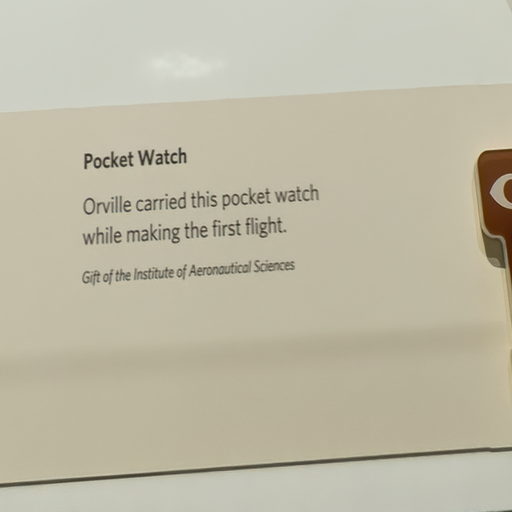 Pocket Watch
Orville carried this pocket watch
while making the first flight.
Gift of the Institute of Aeronautical Sciences